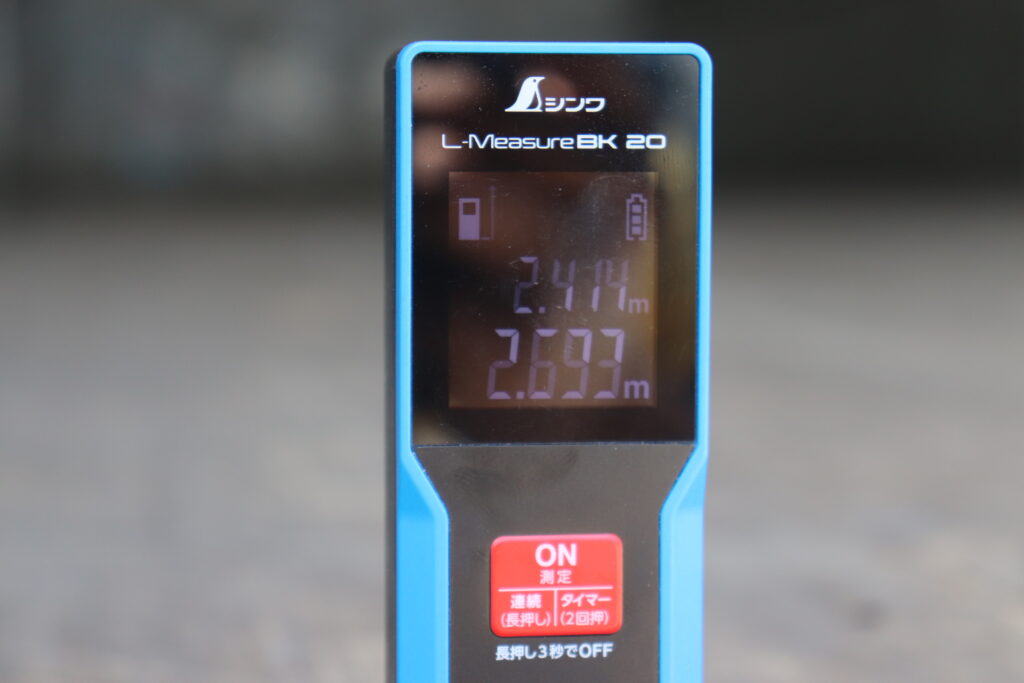 シンワ
L-Measure BK 20
2.414m
2.693m
ON
測定
連続 タイマー
(長押し) (2回押)
長押し3秒でOFF